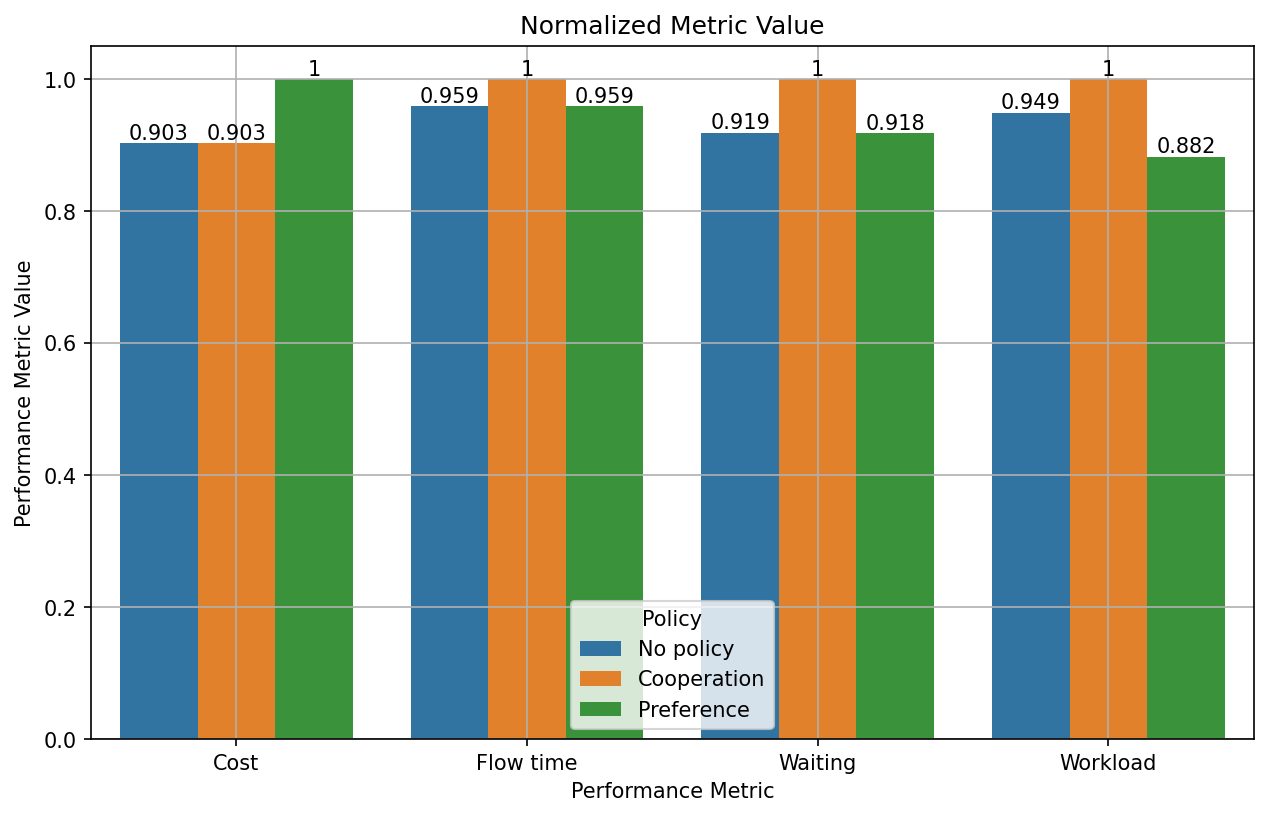 Normalized Metric Value
Performance Metric Value
1.0
0.8
0.6
0.4
0.2
0.0
0.903
0.903
1
0.959
1
0.959
0.919
1
0.918
0.949
1
0.882
Policy
No policy
Cooperation
Preference
Cost
Flow time
Waiting
Workload
Performance Metric